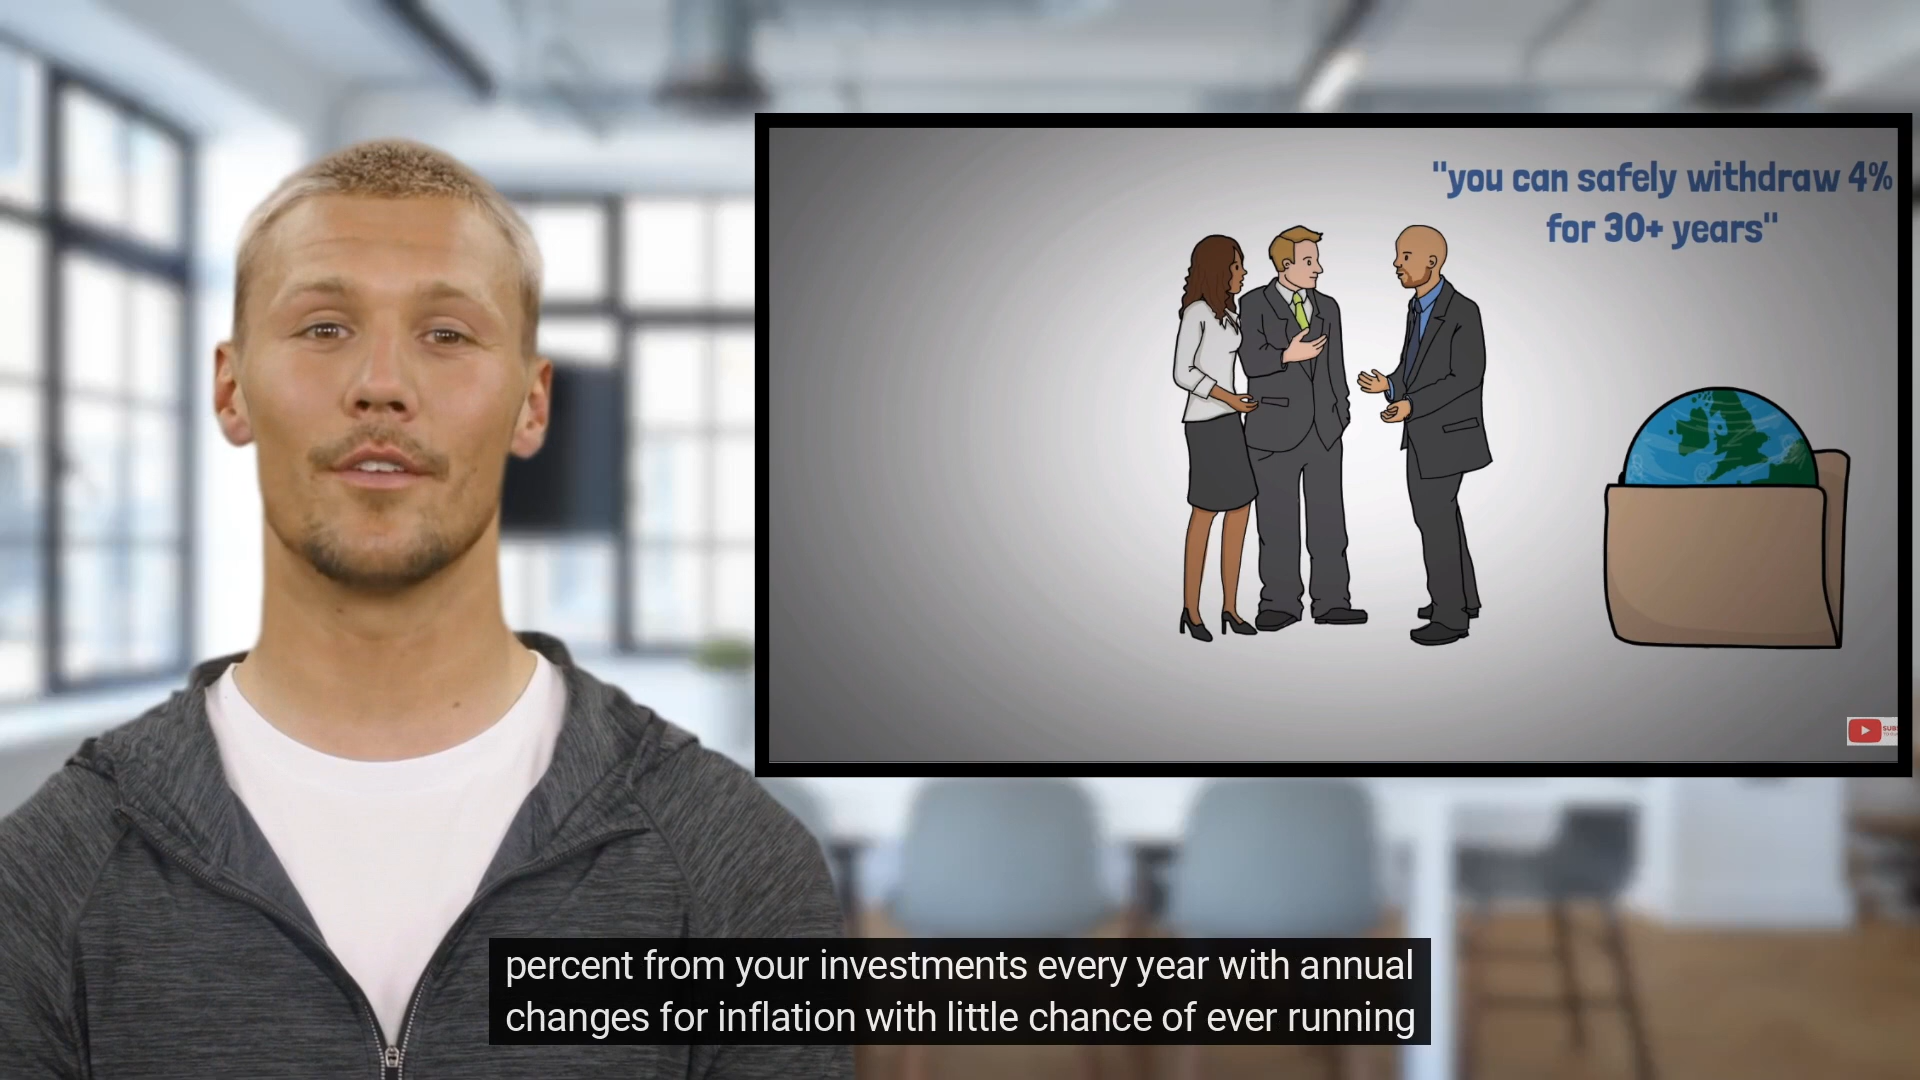 "you can safely withdraw 4%
for 30+ years"
percent from your investments every year with annual
changes for inflation with little chance of ever running